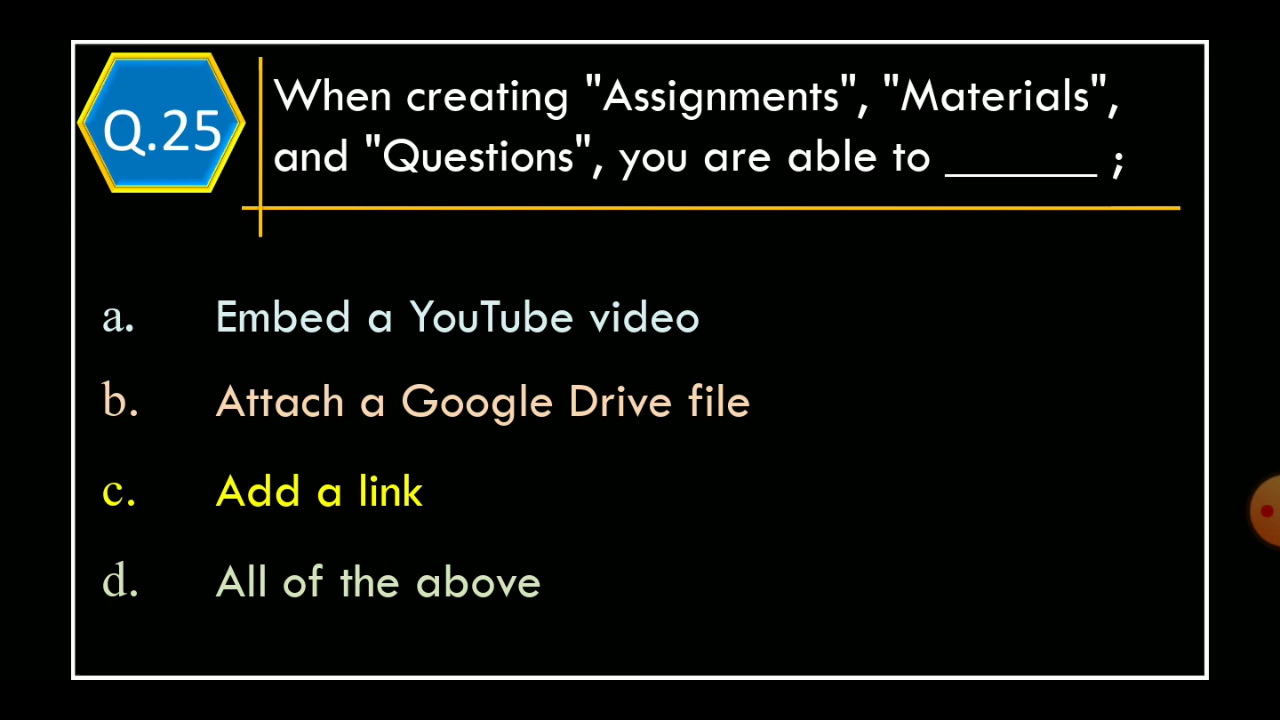 Q.25
When creating "Assignments", "Materials",
and "Questions", you are able to _______ ;
a. Embed a YouTube video
b. Attach a Google Drive file
c. Add a link
d. All of the above